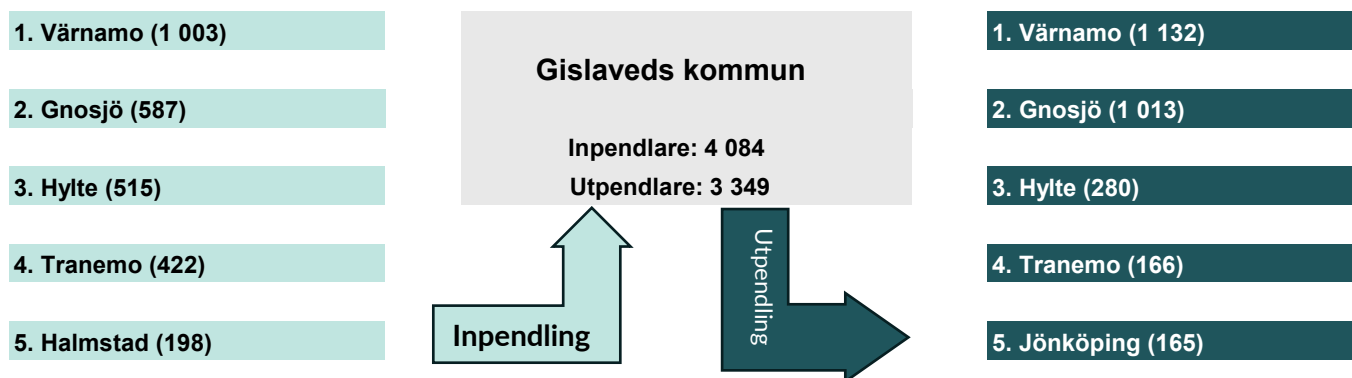 1. Värnamo (1 003)
2. Gnosjö (587)
3. Hylte (515)
4. Tranemo (422)
5. Halmstad (198)
Gislaveds kommun
Inpendlare: 4 084
Utpendlare: 3 349
Inpendling
Utpendling
1. Värnamo (1 132)
2. Gnosjö (1 013)
3. Hylte (280)
4. Tranemo (166)
5. Jönköping (165)